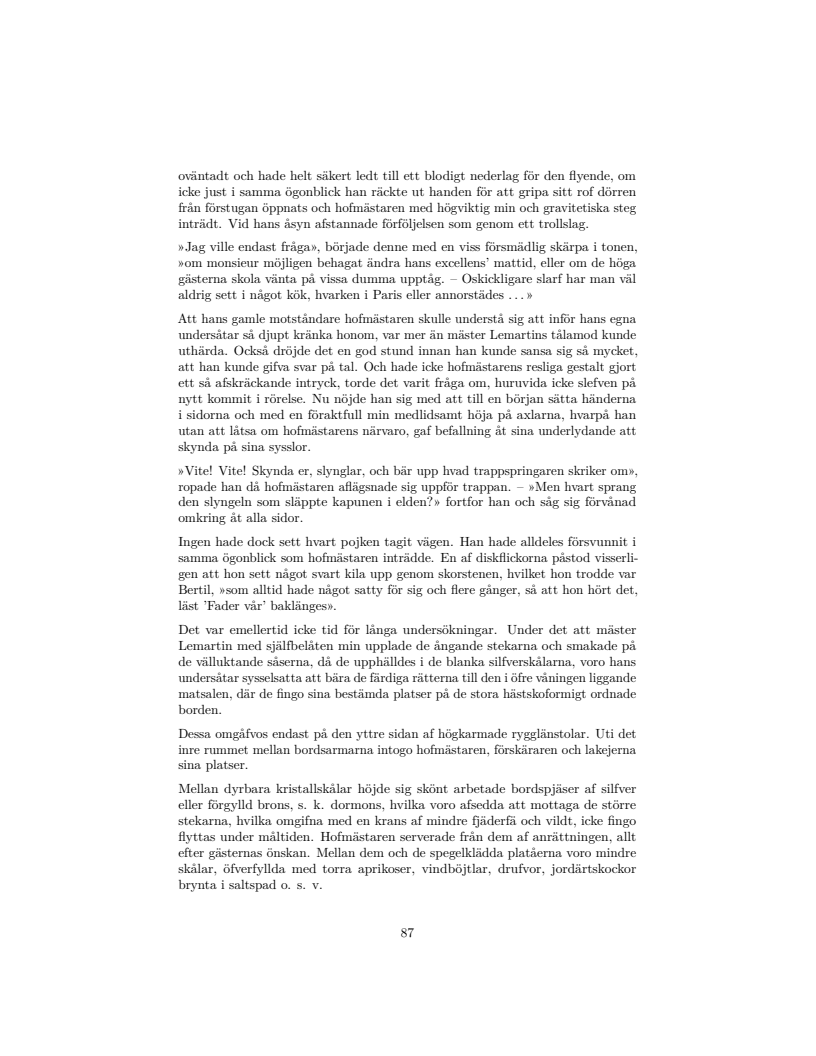 oväntadt och hade helt säkert ledt till ett blodigt nederlag för den flyende, om
icke just i samma ögonblick han räckte ut handen för att gripa sitt rof dörren
från förstugan öppnats och hofmästaren med högviktig min och gravitetiska steg
inträdt. Vid hans åsyn afstannade förföljelsen som genom ett trollslag.
»Jag ville endast fråga», började denne med en viss försmädlig skärpa i tonen,
»om monsieur möjligen behagat ändra hans excellens’ mattid, eller om de höga
gästerna skola vänta på vissa dumma upptåg. – Oskickligare slarf har man väl
aldrig sett i något kök, hvarken i Paris eller annorstädes . . . »
Att hans gamle motståndare hofmästaren skulle understå sig att inför hans egna
undersåtar så djupt kränka honom, var mer än mäster Lemartins tålamod kunde
uthärda. Också dröjde det en god stund innan han kunde sansa sig så mycket,
att han kunde gifva svar på tal. Och hade icke hofmästarens resliga gestalt gjort
ett så afskräckande intryck, torde det varit fråga om, huruvida icke slefven på
nytt kommit i rörelse. Nu nöjde han sig med att till en början sätta händerna
i sidorna och med en föraktfull min medlidsamt höja på axlarna, hvarpå han
utan att låtsa om hofmästarens närvaro, gaf befallning åt sina underlydande att
skynda på sina sysslor.
»Vite! Vite! Skynda er, slynglar, och bär upp hvad trappspringaren skriker om»,
ropade han då hofmästaren aflägsnade sig uppför trappan. – »Men hvart sprang
den slyngeln som släppte kapunen i elden?» fortfor han och såg sig förvånad
omkring åt alla sidor.
Ingen hade dock sett hvart pojken tagit vägen. Han hade alldeles försvunnit i
samma ögonblick som hofmästaren inträdde. En af diskflickorna påstod visserli-
gen att hon sett något svart kila upp genom skorstenen, hvilket hon trodde var
Bertil, »som alltid hade något satty för sig och flere gånger, så att hon hört det,
läst ’Fader vår’ baklänges».
Det var emellertid icke tid för långa undersökningar. Under det att mäster
Lemartin med själfbelåten min upplade de ångande stekarna och smakade på
de välluktande såserna, då de upphälldes i de blanka silfverskålarna, voro hans
undersåtar sysselsatta att bära de färdiga rätterna till den i öfre våningen liggande
matsalen, där de fingo sina bestämda platser på de stora hästskoformigt ordnade
borden.
Dessa omgåfvos endast på den yttre sidan af högkarmade rygglänstolar. Uti det
inre rummet mellan bordsarmarna intogo hofmästaren, förskäraren och lakejerna
sina platser.
Mellan dyrbara kristallskålar höjde sig skönt arbetade bordspjäser af silfver
eller förgylld brons, s. k. dormons, hvilka voro afsedda att mottaga de större
stekarna, hvilka omgifna med en krans af mindre fjäderfä och vildt, icke fingo
flyttas under måltiden. Hofmästaren serverade från dem af anrättningen, allt
efter gästernas önskan. Mellan dem och de spegelklädda platåerna voro mindre
skålar, öfverfyllda med torra aprikoser, vindböjtlar, drufvor, jordärtskockor
brynta i saltspad o. s. v.
87